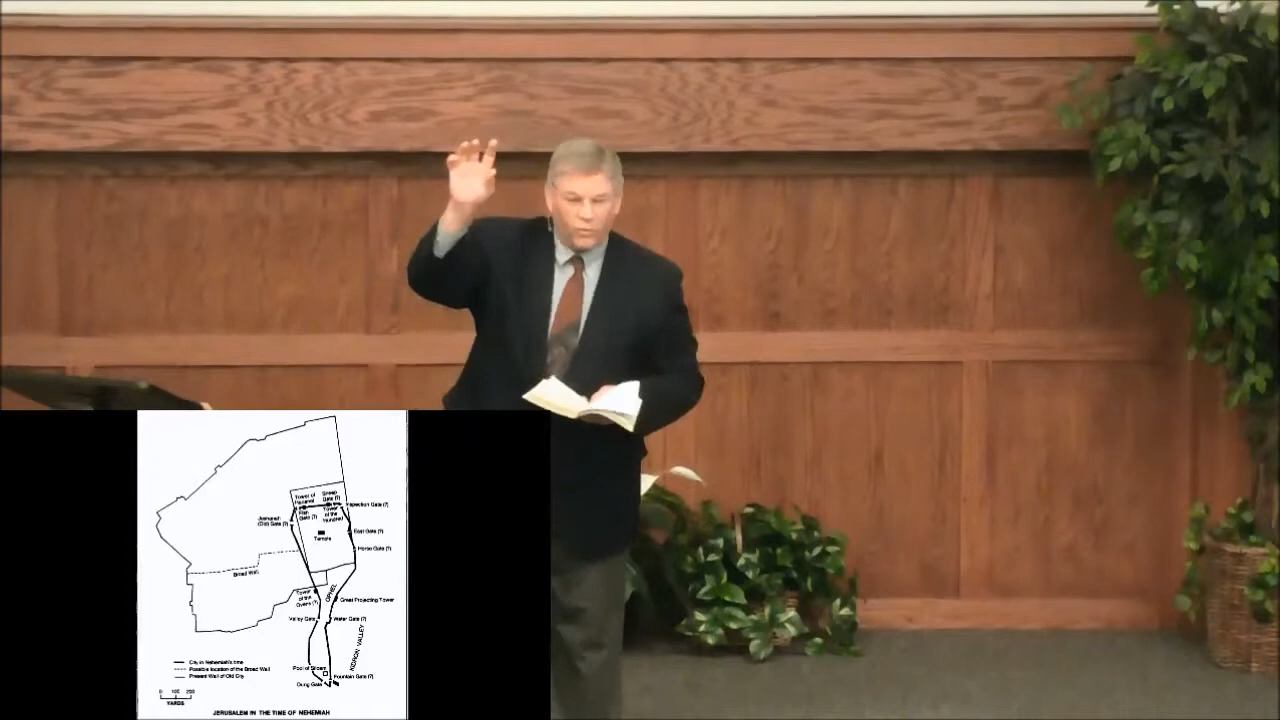 Tower of
Hananel
Sheep
Gate (?)
Inspection Gate (?)
Fish
Gate (?)
Tower
of the
Hundred
Jeshanah
(Old) Gate (?)
East Gate (?)
Temple
Horse Gate (?)
Broad Wall
Tower
of the
Ovens (?)
OPHEL
Great Projecting Tower
Valley Gate
Water Gate (?)
KIDRON VALLEY
Pool of Siloam
Fountain Gate (?)
Dung Gate
City in Nehemiah's time
Possible location of the Broad Wall
Present Wall of Old City
0 100 200
YARDS
JERUSALEM IN THE TIME OF NEHEMIAH